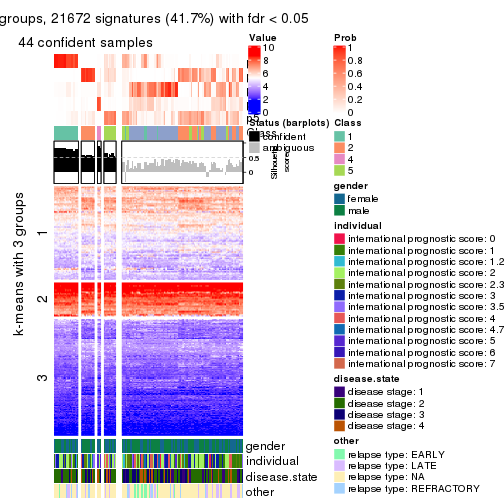 groups, 21672 signatures (41.7%) with fdr < 0.05
44 confident samples
Value
10
8
6
4
2
0
Prob
1
0.8
0.6
0.4
0.2
0
p5
Class
Status (barplots)
confident
ambiguous
0.5
0
Silhouette
score
Class
1
2
4
5
gender
female
male
individual
international prognostic score: 0
international prognostic score: 1
international prognostic score: 1.2
international prognostic score: 2
international prognostic score: 2.3
international prognostic score: 3
international prognostic score: 3.5
international prognostic score: 4
international prognostic score: 4.7
international prognostic score: 5
international prognostic score: 6
international prognostic score: 7
disease.state
disease stage: 1
disease stage: 2
disease stage: 3
disease stage: 4
other
relapse type: EARLY
relapse type: LATE
relapse type: NA
relapse type: REFRACTORY
k-means with 3 groups
1
2
3
gender
individual
disease.state
other